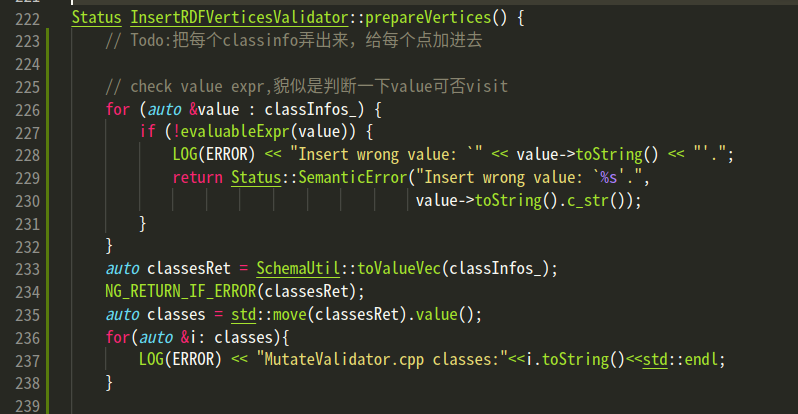 222 Status InsertRDFVerticesValidator::prepareVertices() {
223 // Todo:把每个classinfo弄出来，给每个点加进去
224
225 // check value expr,貌似是判断一下value可否visit
226 for (auto &value : classInfos_) {
227 if (!evaluableExpr(value)) {
228 LOG(ERROR) << "Insert wrong value: `" << value->toString() << "'.";
229 return Status::SemanticError("Insert wrong value: `%s'.",
230 value->toString().c_str());
231 }
232 }
233 auto classesRet = SchemaUtil::toValueVec(classInfos_);
234 NG_RETURN_IF_ERROR(classesRet);
235 auto classes = std::move(classesRet).value();
236 for(auto &i: classes){
237 LOG(ERROR) << "MutateValidator.cpp classes:"<<i.toString()<<std::endl;
238 }
239